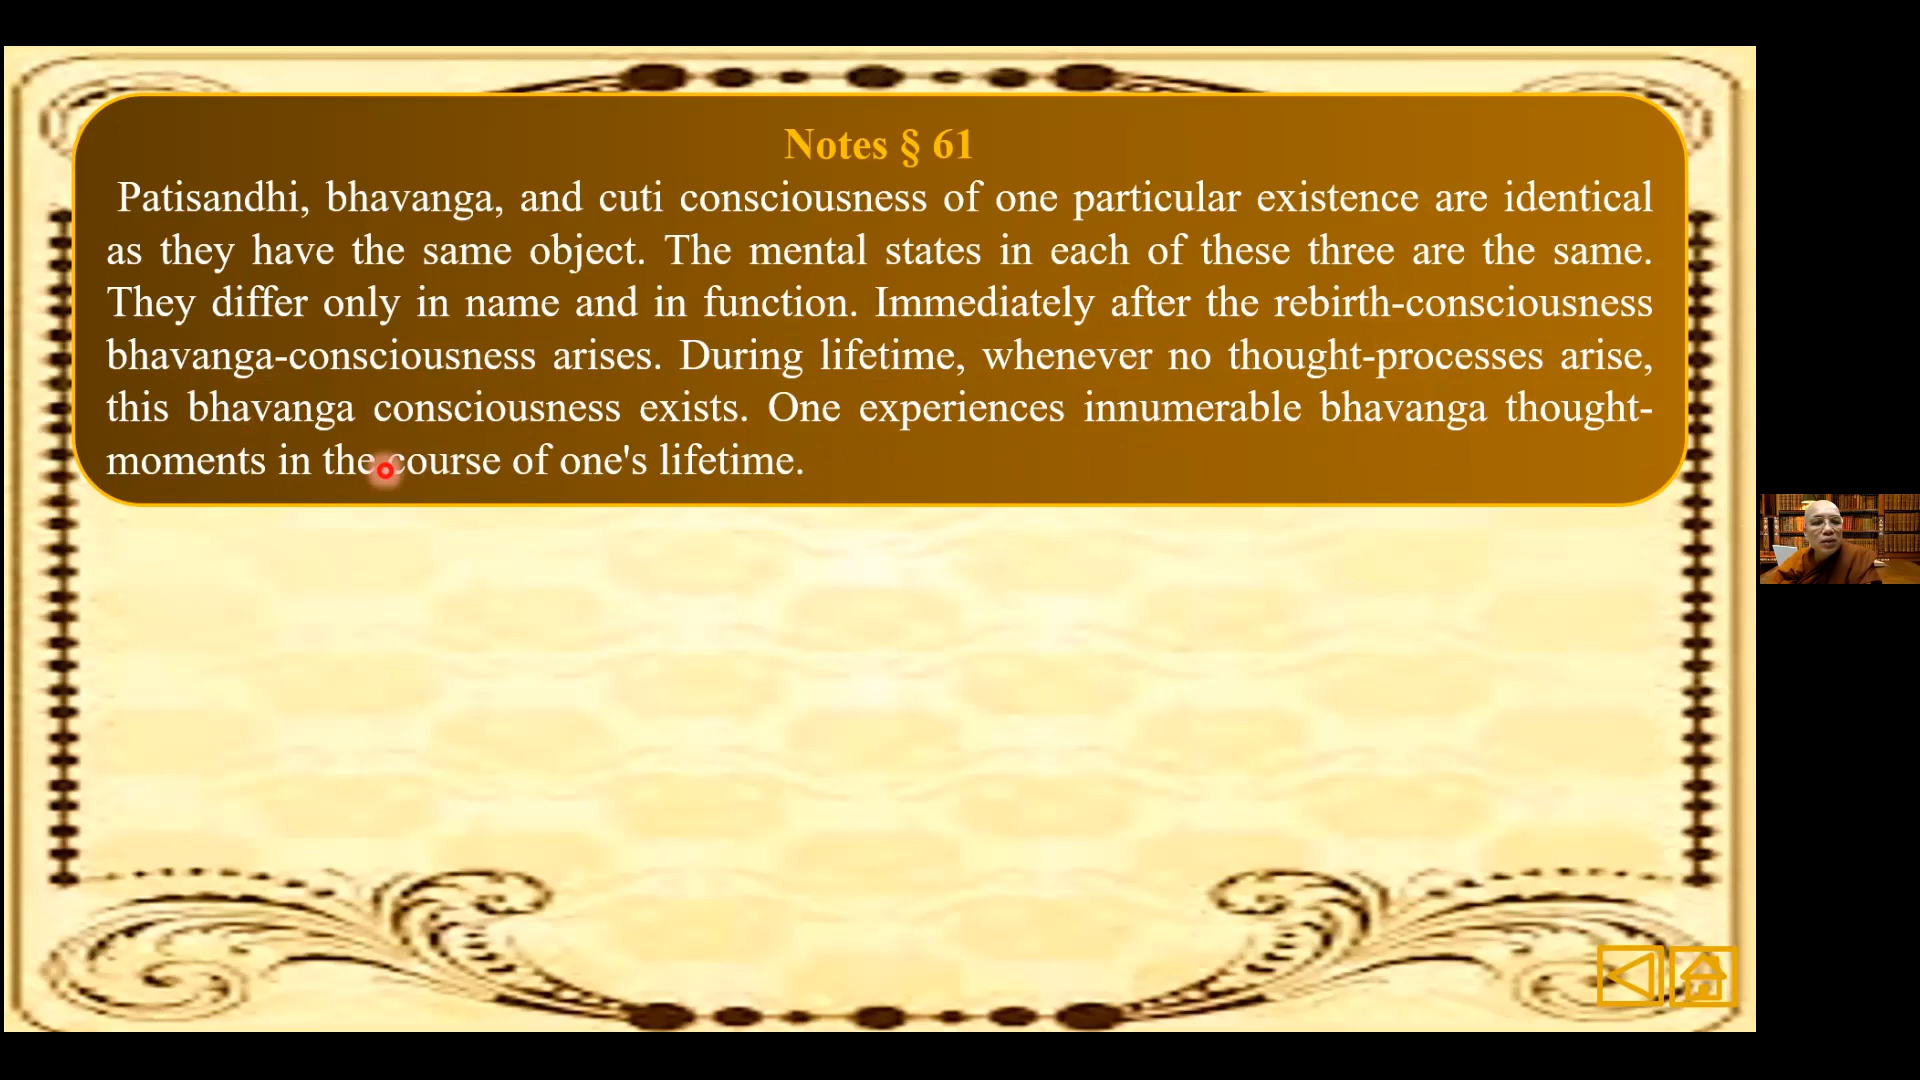 Notes § 61
Patisandhi, bhavanga, and cuti consciousness of one particular existence are identical
as they have the same object. The mental states in each of these three are the same.
They differ only in name and in function. Immediately after the rebirth-consciousness
bhavanga-consciousness arises. During lifetime, whenever no thought-processes arise,
this bhavanga consciousness exists. One experiences innumerable bhavanga thought-
moments in the course of one's lifetime.